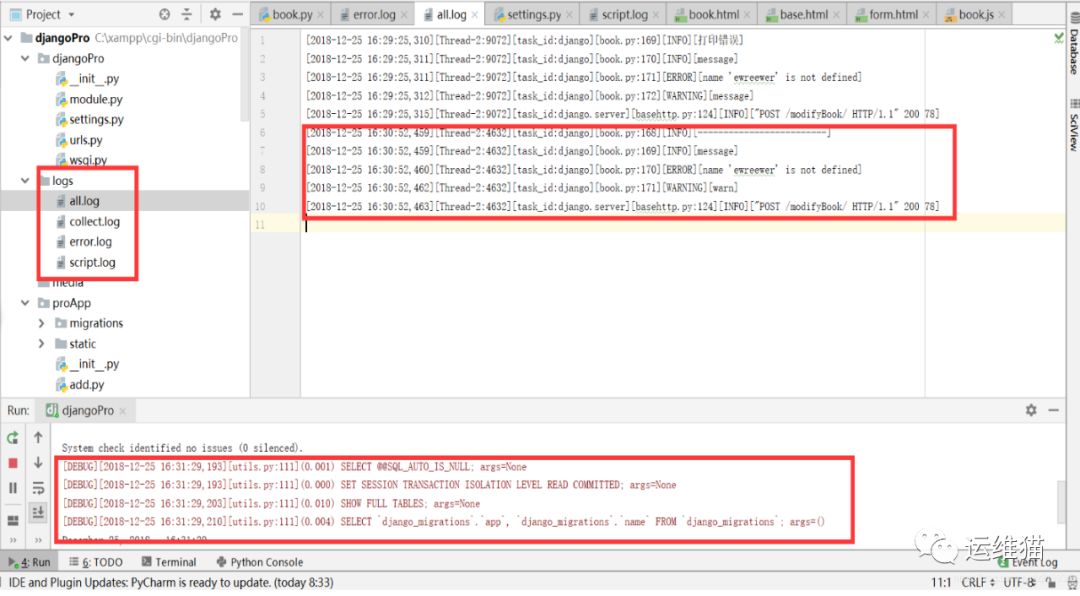 Project
book.py × error.log × all.log × settings.py × script.log × book.html × base.html × form.html × book.js ×
djangoPro C:\xampp\cgi-bin\djangoPro
djangoPro
__init__.py
module.py
settings.py
urls.py
wsgi.py
logs
all.log
collect.log
error.log
script.log
media
proApp
migrations
static
__init__.py
add.py
1 [2018-12-25 16:29:25,310][Thread-2:9072][task_id:django][book.py:169][INFO][打印错误]
2 [2018-12-25 16:29:25,311][Thread-2:9072][task_id:django][book.py:170][INFO][message]
3 [2018-12-25 16:29:25,311][Thread-2:9072][task_id:django][book.py:171][ERROR][name 'ewreewer' is not defined]
4 [2018-12-25 16:29:25,312][Thread-2:9072][task_id:django][book.py:172][WARNING][message]
5 [2018-12-25 16:29:25,315][Thread-2:9072][task_id:django.server][basehttp.py:124][INFO]["POST /modifyBook/ HTTP/1.1" 200 78]
6 [2018-12-25 16:30:52,459][Thread-2:4632][task_id:django][book.py:168][INFO][-------------------------]
7 [2018-12-25 16:30:52,459][Thread-2:4632][task_id:django][book.py:169][INFO][message]
8 [2018-12-25 16:30:52,460][Thread-2:4632][task_id:django][book.py:170][ERROR][name 'ewreewer' is not defined]
9 [2018-12-25 16:30:52,462][Thread-2:4632][task_id:django][book.py:171][WARNING][warn]
10 [2018-12-25 16:30:52,463][Thread-2:4632][task_id:django.server][basehttp.py:124][INFO]["POST /modifyBook/ HTTP/1.1" 200 78]
11
Database
SciView
Run: djangoPro ×
System check identified no issues (0 silenced).
[DEBUG][2018-12-25 16:31:29,193][utils.py:111](0.001) SELECT @@SQL_AUTO_IS_NULL; args=None
[DEBUG][2018-12-25 16:31:29,193][utils.py:111](0.000) SET SESSION TRANSACTION ISOLATION LEVEL READ COMMITTED; args=None
[DEBUG][2018-12-25 16:31:29,203][utils.py:111](0.010) SHOW FULL TABLES; args=None
[DEBUG][2018-12-25 16:31:29,210][utils.py:111](0.004) SELECT `django_migrations`.`app`, `django_migrations`.`name` FROM `django_migrations`; args=()
December 25, 2018 - 16:31:29
4: Run 6: TODO Terminal Python Console Event Log
运维猫
IDE and Plugin Updates: PyCharm is ready to update. (today 8:33) 11:1 CRLF UTF-8